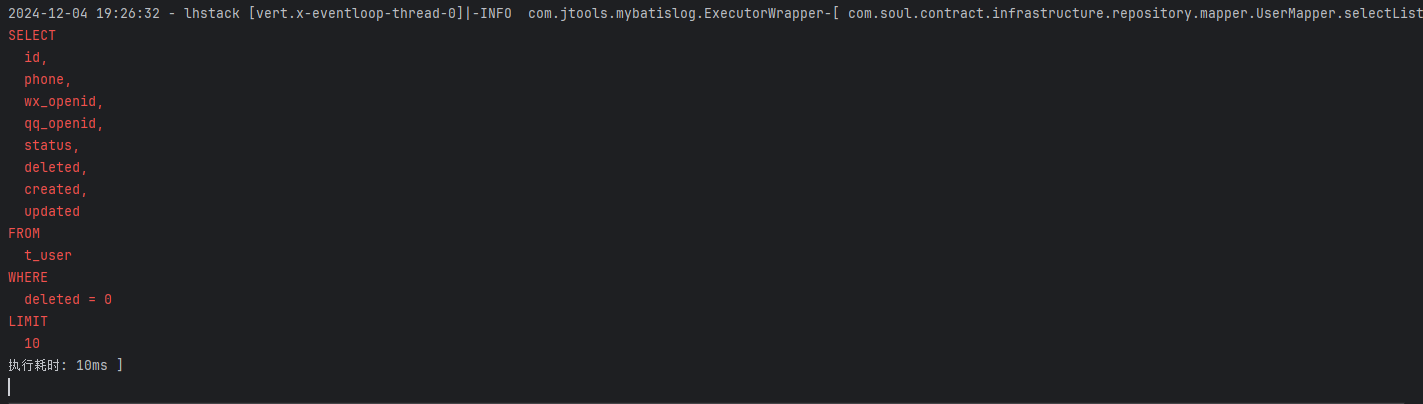 2024-12-04 19:26:32 - lhstack [vert.x-eventloop-thread-0]|-INFO  com.jtools.mybatislog.ExecutorWrapper-[ com.soul.contract.infrastructure.repository.mapper.UserMapper.selectList
SELECT
  id,
  phone,
  wx_openid,
  qq_openid,
  status,
  deleted,
  created,
  updated
FROM
  t_user
WHERE
  deleted = 0
LIMIT
  10
执行耗时: 10ms ]